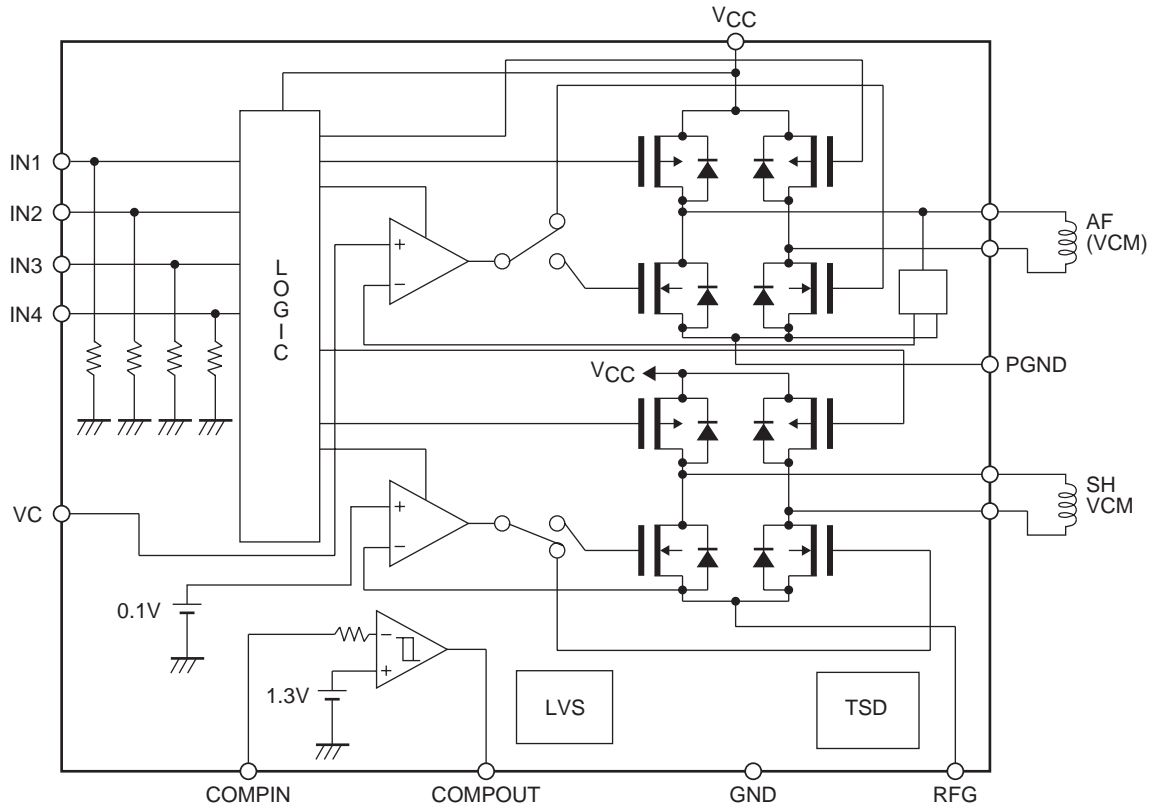 VCC
IN1
IN2
IN3
IN4
LOGIC
+
−
AF
(VCM)
PGND
VCC
SH
VCM
VC
+
−
0.1V
−
+
1.3V
LVS
TSD
COMPIN
COMPOUT
GND
RFG